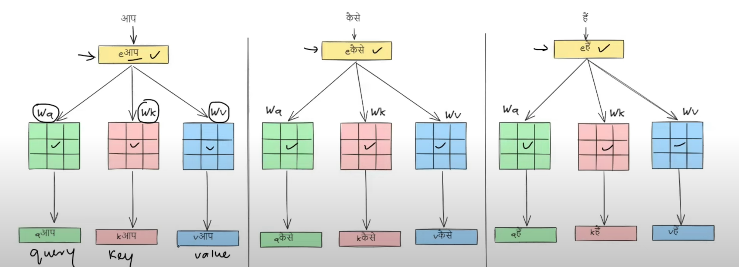 आप
कैसे
हैं
eआप
eकैसे
eहैं
Wq
Wk
Wv
Wq
Wk
Wv
Wq
Wk
Wv
qआप
kआप
vआप
qकैसे
kकैसे
vकैसे
qहैं
kहैं
vहैं
query
Key
value